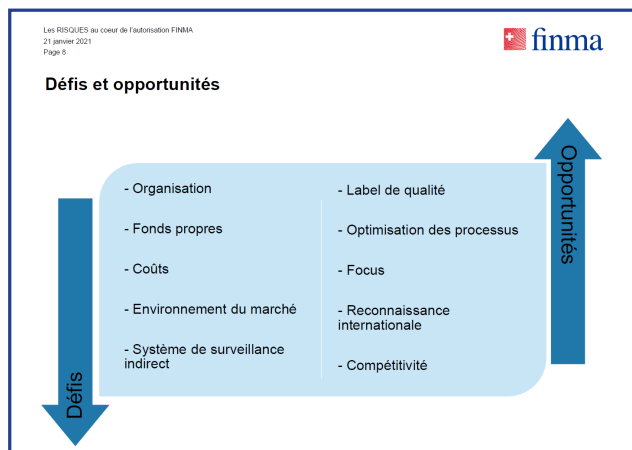 Les RISQUES au coeur de l'autorisation FINMA
21 janvier 2021
Page 8
finma
Défis et opportunités
Opportunités
- Organisation
- Fonds propres
- Coûts
- Environnement du marché
- Système de surveillance
indirect
- Label de qualité
- Optimisation des processus
- Focus
- Reconnaissance
internationale
- Compétitivité
Défis